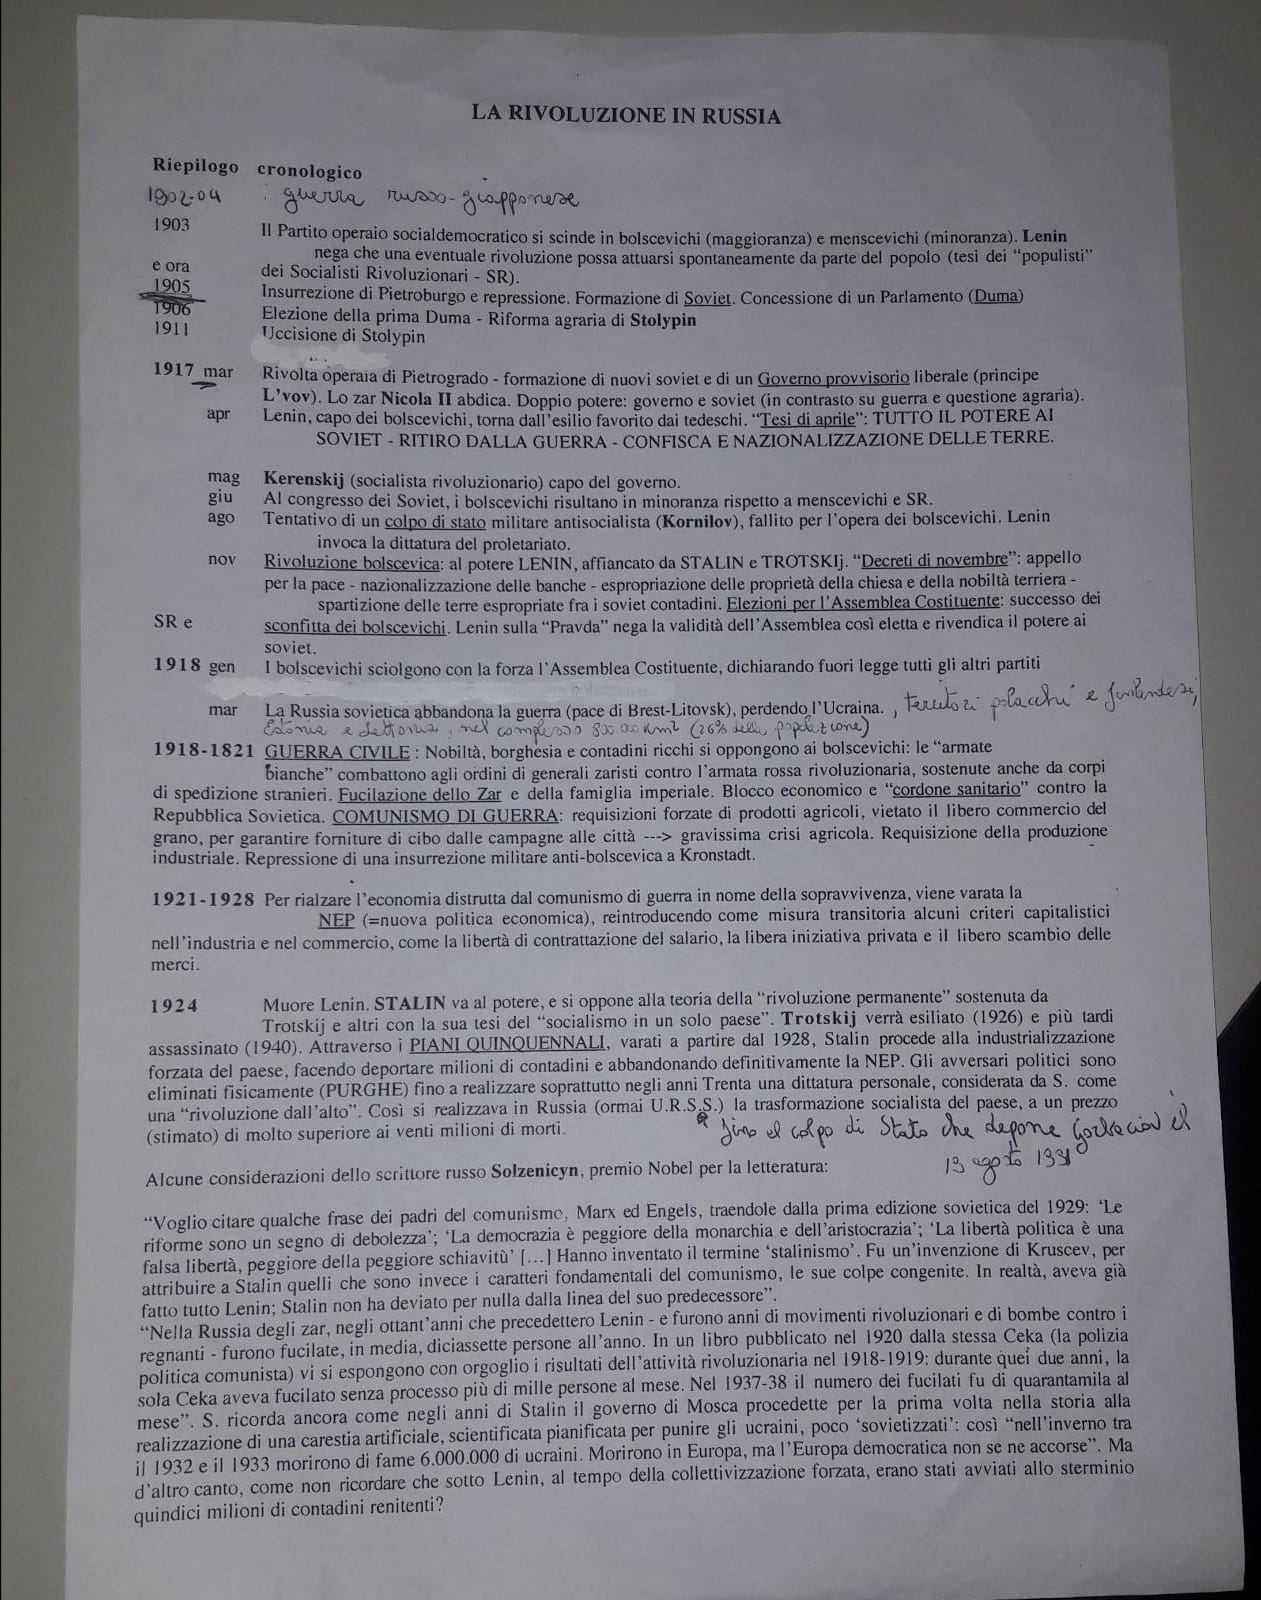 LA RIVOLUZIONE IN RUSSIA
Riepilogo cronologico
1902-04 guerra russo-giapponese
1903 Il Partito operaio socialdemocratico si scinde in bolscevichi (maggioranza) e menscevichi (minoranza). Lenin
nega che una eventuale rivoluzione possa attuarsi spontaneamente da parte del popolo (tesi dei “populisti”
e ora dei Socialisti Rivoluzionari - SR).
1905 Insurrezione di Pietroburgo e repressione. Formazione di Soviet. Concessione di un Parlamento (Duma)
1906 Elezione della prima Duma - Riforma agraria di Stolypin
1911 Uccisione di Stolypin
1917 mar Rivolta operaia di Pietrogrado - formazione di nuovi soviet e di un Governo provvisorio liberale (principe
L’vov). Lo zar Nicola II abdica. Doppio potere: governo e soviet (in contrasto su guerra e questione agraria).
apr Lenin, capo dei bolscevichi, torna dall’esilio favorito dai tedeschi. “Tesi di aprile”: TUTTO IL POTERE AI
SOVIET - RITIRO DALLA GUERRA - CONFISCA E NAZIONALIZZAZIONE DELLE TERRE.
mag Kerenskij (socialista rivoluzionario) capo del governo.
giu Al congresso dei Soviet, i bolscevichi risultano in minoranza rispetto a menscevichi e SR.
ago Tentativo di un colpo di stato militare antisocialista (Kornilov), fallito per l’opera dei bolscevichi. Lenin
invoca la dittatura del proletariato.
nov Rivoluzione bolscevica: al potere LENIN, affiancato da STALIN e TROTSKIj. “Decreti di novembre”: appello
per la pace - nazionalizzazione delle banche - espropriazione delle proprietà della chiesa e della nobiltà terriera -
spartizione delle terre espropriate fra i soviet contadini. Elezioni per l’Assemblea Costituente: successo dei
SR e sconfitta dei bolscevichi. Lenin sulla “Pravda” nega la validità dell’Assemblea così eletta e rivendica il potere ai
soviet.
1918 gen I bolscevichi sciolgono con la forza l’Assemblea Costituente, dichiarando fuori legge tutti gli altri partiti
mar La Russia sovietica abbandona la guerra (pace di Brest-Litovsk), perdendo l’Ucraina. , territori polacchi e finlandesi,
Estonia e Lettonia, nel complesso 800 000 km² (26% della popolazione)
1918-1821 GUERRA CIVILE : Nobiltà, borghesia e contadini ricchi si oppongono ai bolscevichi: le “armate
bianche” combattono agli ordini di generali zaristi contro l’armata rossa rivoluzionaria, sostenute anche da corpi
di spedizione stranieri. Fucilazione dello Zar e della famiglia imperiale. Blocco economico e “cordone sanitario” contro la
Repubblica Sovietica. COMUNISMO DI GUERRA: requisizioni forzate di prodotti agricoli, vietato il libero commercio del
grano, per garantire forniture di cibo dalle campagne alle città ---> gravissima crisi agricola. Requisizione della produzione
industriale. Repressione di una insurrezione militare anti-bolscevica a Kronstadt.
1921-1928 Per rialzare l’economia distrutta dal comunismo di guerra in nome della sopravvivenza, viene varata la
NEP (=nuova politica economica), reintroducendo come misura transitoria alcuni criteri capitalistici
nell’industria e nel commercio, come la libertà di contrattazione del salario, la libera iniziativa privata e il libero scambio delle
merci.
1924 Muore Lenin. STALIN va al potere, e si oppone alla teoria della “rivoluzione permanente” sostenuta da
Trotskij e altri con la sua tesi del “socialismo in un solo paese”. Trotskij verrà esiliato (1926) e più tardi
assassinato (1940). Attraverso i PIANI QUINQUENNALI, varati a partire dal 1928, Stalin procede alla industrializzazione
forzata del paese, facendo deportare milioni di contadini e abbandonando definitivamente la NEP. Gli avversari politici sono
eliminati fisicamente (PURGHE) fino a realizzare soprattutto negli anni Trenta una dittatura personale, considerata da S. come
una “rivoluzione dall’alto”. Così si realizzava in Russia (ormai U.R.S.S.) la trasformazione socialista del paese, a un prezzo
(stimato) di molto superiore ai venti milioni di morti.
fino al colpo di Stato che depone Gorbaciov il
19 agosto 1991
Alcune considerazioni dello scrittore russo Solzenicyn, premio Nobel per la letteratura:
“Voglio citare qualche frase dei padri del comunismo, Marx ed Engels, traendole dalla prima edizione sovietica del 1929: ‘Le
riforme sono un segno di debolezza’; ‘La democrazia è peggiore della monarchia e dell’aristocrazia’; ‘La libertà politica è una
falsa libertà, peggiore della peggiore schiavitù’ [...] Hanno inventato il termine ‘stalinismo’. Fu un’invenzione di Kruscev, per
attribuire a Stalin quelli che sono invece i caratteri fondamentali del comunismo, le sue colpe congenite. In realtà, aveva già
fatto tutto Lenin; Stalin non ha deviato per nulla dalla linea del suo predecessore”.
“Nella Russia degli zar, negli ottant’anni che precedettero Lenin - e furono anni di movimenti rivoluzionari e di bombe contro i
regnanti - furono fucilate, in media, diciassette persone all’anno. In un libro pubblicato nel 1920 dalla stessa Ceka (la polizia
politica comunista) vi si espongono con orgoglio i risultati dell’attività rivoluzionaria nel 1918-1919: durante quei due anni, la
sola Ceka aveva fucilato senza processo più di mille persone al mese. Nel 1937-38 il numero dei fucilati fu di quarantamila al
mese”. S. ricorda ancora come negli anni di Stalin il governo di Mosca procedette per la prima volta nella storia alla
realizzazione di una carestia artificiale, scientificata pianificata per punire gli ucraini, poco ‘sovietizzati’: così “nell’inverno tra
il 1932 e il 1933 morirono di fame 6.000.000 di ucraini. Morirono in Europa, ma l’Europa democratica non se ne accorse”. Ma
d’altro canto, come non ricordare che sotto Lenin, al tempo della collettivizzazione forzata, erano stati avviati allo sterminio
quindici milioni di contadini renitenti?